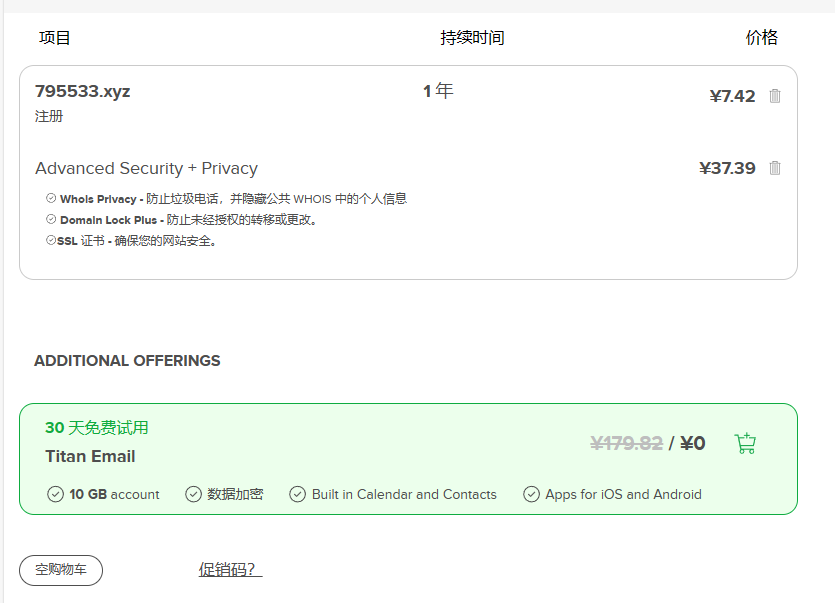 项目 持续时间 价格
795533.xyz 1 年 ¥7.42
注册
Advanced Security + Privacy ¥37.39
Whois Privacy - 防止垃圾电话，并隐藏公共 WHOIS 中的个人信息
Domain Lock Plus - 防止未经授权的转移或更改。
SSL 证书 - 确保您的网站安全。
ADDITIONAL OFFERINGS
30 天免费试用
Titan Email ¥179.82 / ¥0
10 GB account 数据加密 Built in Calendar and Contacts Apps for iOS and Android
空购物车 促销码？